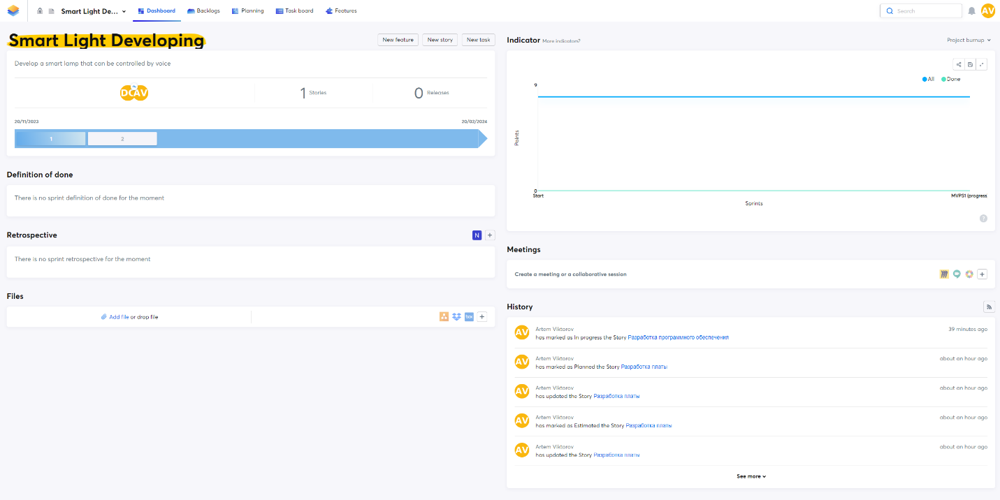 Smart Light De...
Dashboard
Backlogs
Planning
Task board
Features
Search
AV
Smart Light Developing
New feature
New story
New task
Develop a smart lamp that can be controlled by voice
DC AV
1 Stories
0 Releases
20/11/2023
20/02/2024
1
2
Definition of done
There is no sprint definition of done for the moment
Retrospective
N
+
There is no sprint retrospective for the moment
Files
Add file or drop file
box
+
Indicator More indicators?
Project burnup
All
Done
9
Points
0
Start
MVPS1 (progress
Sprints
?
Meetings
Create a meeting or a collaborative session
+
History
AV
Artem Viktorov
39 minutes ago
has marked as In progress the Story Разработка программного обеспечения
AV
Artem Viktorov
about an hour ago
has marked as Planned the Story Разработка платы
AV
Artem Viktorov
about an hour ago
has updated the Story Разработка платы
AV
Artem Viktorov
about an hour ago
has marked as Estimated the Story Разработка платы
AV
Artem Viktorov
about an hour ago
has updated the Story Разработка платы
See more